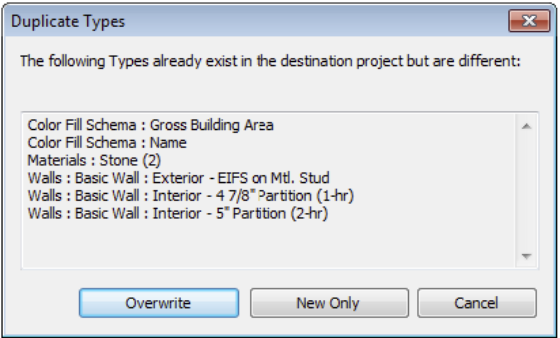 Duplicate Types
The following Types already exist in the destination project but are different:
Color Fill Schema : Gross Building Area
Color Fill Schema : Name
Materials : Stone (2)
Walls : Basic Wall : Exterior - EIFS on Mtl. Stud
Walls : Basic Wall : Interior - 4 7/8" Partition (1-hr)
Walls : Basic Wall : Interior - 5" Partition (2-hr)
Overwrite New Only Cancel